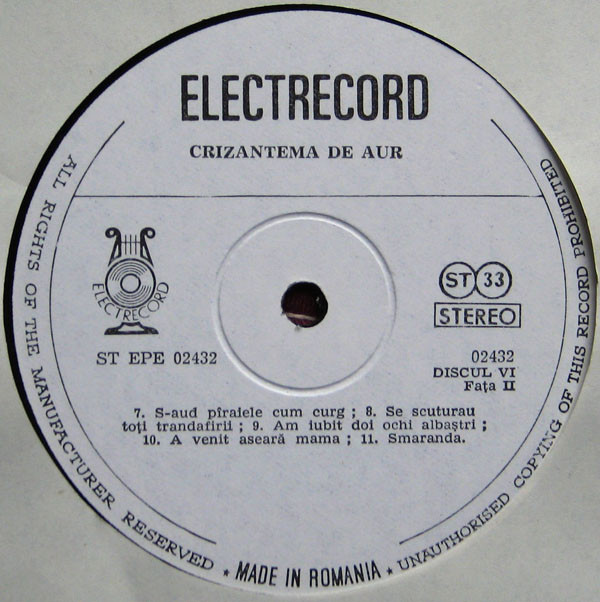 ELECTRECORD
CRIZANTEMA DE AUR
ELECTRECORD
ST 33
STEREO
ST EPE 02432
02432
DISCUL VI
Fața II
7. S-aud pîraiele cum curg ; 8. Se scuturau
toți trandafirii ; 9. Am iubit doi ochi albaștri ;
10. A venit aseară mama ; 11. Smaranda.
ALL RIGHTS OF THE MANUFACTURER RESERVED ★ MADE IN ROMANIA ★ UNAUTHORISED COPYING OF THIS RECORD PROHIBITED